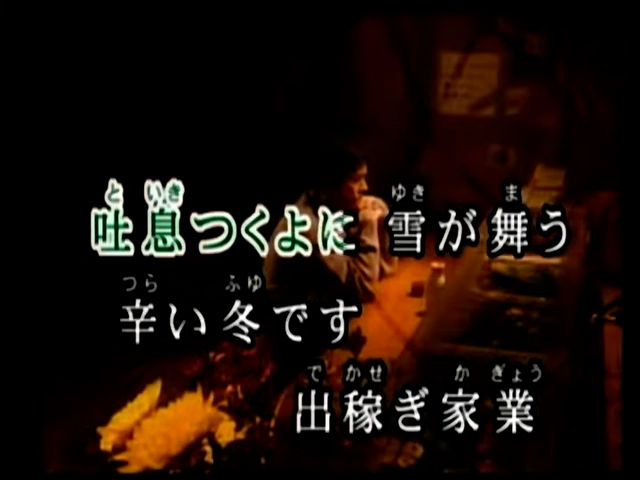 といき ゆき ま
吐息つくよに 雪が舞う
つら ふゆ
辛い冬です
でかせ かぎょう
出稼ぎ家業